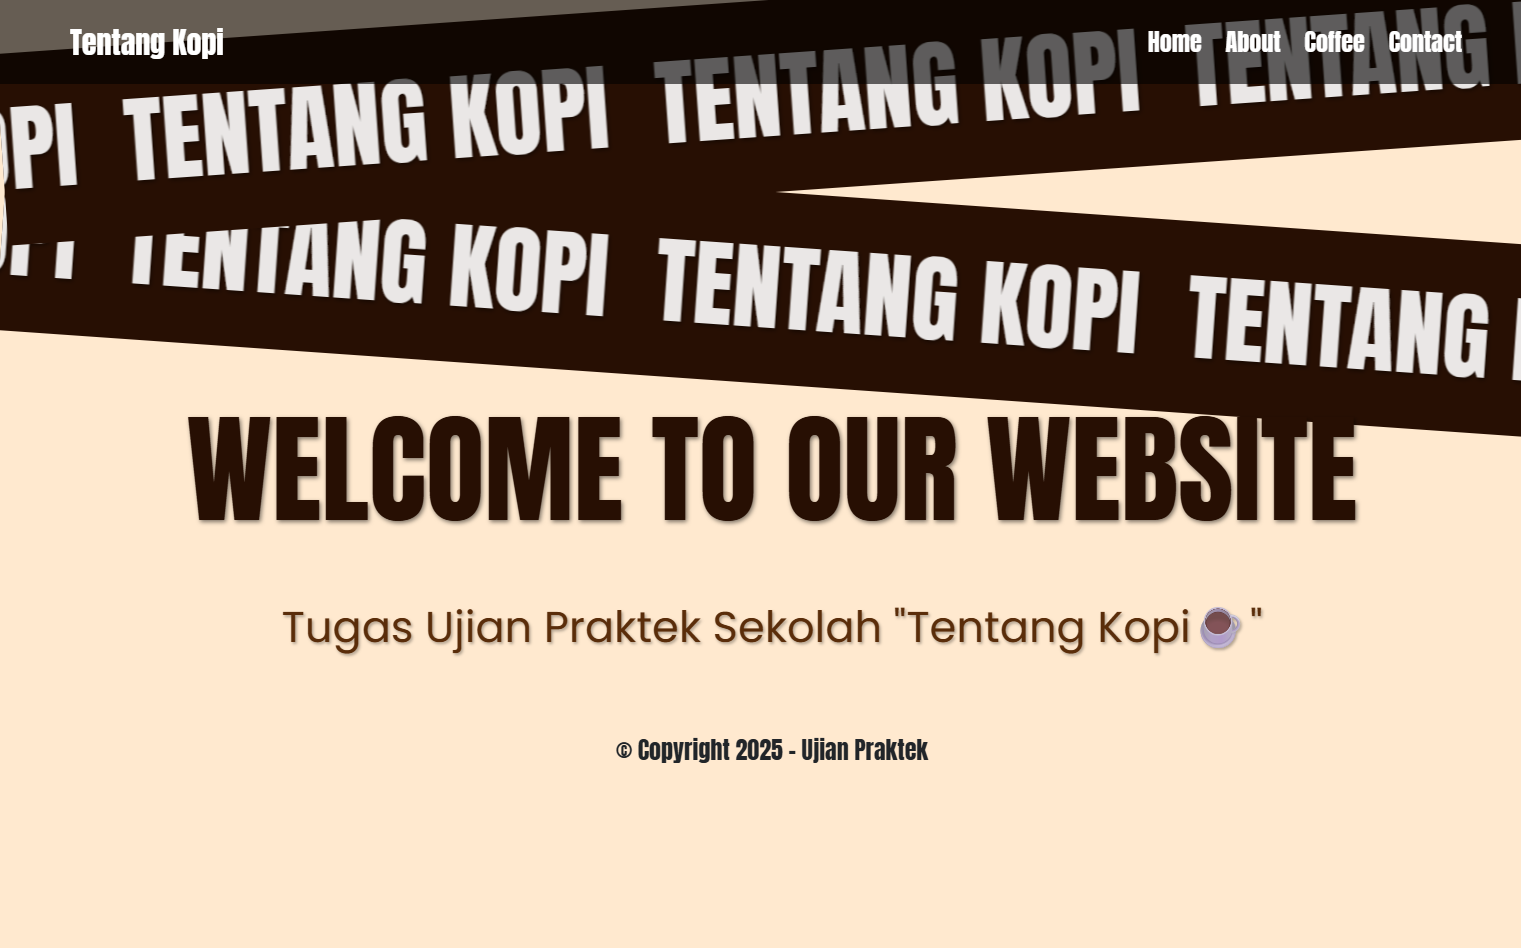 Tentang Kopi
Home About Coffee Contact
OPI TENTANG KOPI TENTANG KOPI TENTANG
OPI TENTANG KOPI TENTANG KOPI TENTANG
WELCOME TO OUR WEBSITE
Tugas Ujian Praktek Sekolah "Tentang Kopi ☕"
© Copyright 2025 - Ujian Praktek